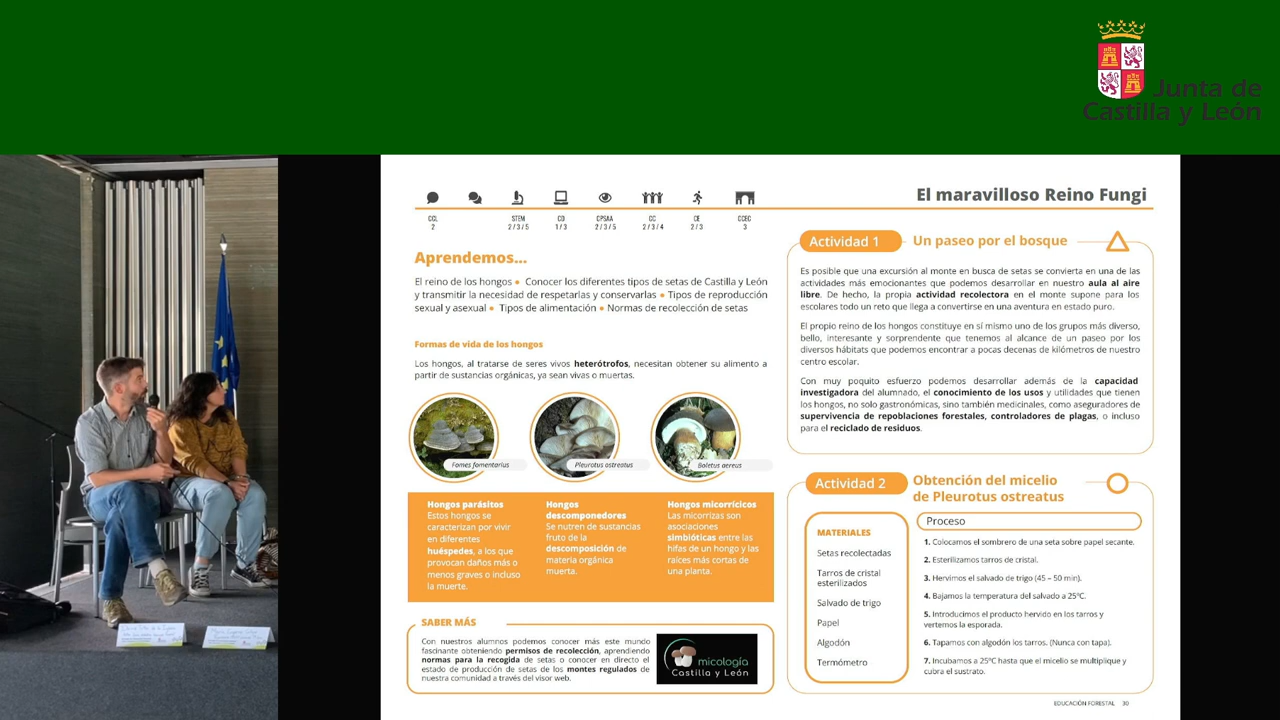 Junta de
Castilla y León
El maravilloso Reino Fungi
CCL
2
STEM
2 / 3 / 5
CD
1 / 3
CPSAA
2 / 3 / 5
CC
2 / 3 / 4
CE
2 / 3
CCEC
3
Aprendemos...
El reino de los hongos • Conocer los diferentes tipos de setas de Castilla y León
y transmitir la necesidad de respetarlas y conservarlas • Tipos de reproducción
sexual y asexual • Tipos de alimentación • Normas de recolección de setas
Formas de vida de los hongos
Los hongos, al tratarse de seres vivos heterótrofos, necesitan obtener su alimento a
partir de sustancias orgánicas, ya sean vivas o muertas.
Fomes fomentarius
Pleurotus ostreatus
Boletus aereus
Hongos parásitos
Estos hongos se
caracterizan por vivir
en diferentes
huéspedes, a los que
provocan daños más o
menos graves o incluso
la muerte.
Hongos
descomponedores
Se nutren de sustancias
fruto de la
descomposición de
materia orgánica
muerta.
Hongos micorrícicos
Las micorrizas son
asociaciones
simbióticas entre las
hifas de un hongo y las
raíces más cortas de
una planta.
SABER MÁS
Con nuestros alumnos podemos conocer más este mundo
fascinante obteniendo permisos de recolección, aprendiendo
normas para la recogida de setas o conocer en directo el
estado de producción de setas de los montes regulados de
nuestra comunidad a través del visor web.
micología
Castilla y León
Actividad 1
Un paseo por el bosque
Es posible que una excursión al monte en busca de setas se convierta en una de las
actividades más emocionantes que podemos desarrollar en nuestro aula al aire
libre. De hecho, la propia actividad recolectora en el monte supone para los
escolares todo un reto que llega a convertirse en una aventura en estado puro.
El propio reino de los hongos constituye en sí mismo uno de los grupos más diverso,
bello, interesante y sorprendente que tenemos al alcance de un paseo por los
diversos hábitats que podemos encontrar a pocas decenas de kilómetros de nuestro
centro escolar.
Con muy poquito esfuerzo podemos desarrollar además de la capacidad
investigadora del alumnado, el conocimiento de los usos y utilidades que tienen
los hongos, no solo gastronómicas, sino también medicinales, como aseguradores de
supervivencia de repoblaciones forestales, controladores de plagas, o incluso
para el reciclado de residuos.
Actividad 2
Obtención del micelio
de Pleurotus ostreatus
MATERIALES
Setas recolectadas
Tarros de cristal
esterilizados
Salvado de trigo
Papel
Algodón
Termómetro
Proceso
1. Colocamos el sombrero de una seta sobre papel secante.
2. Esterilizamos tarros de cristal.
3. Hervimos el salvado de trigo (45 – 50 min).
4. Bajamos la temperatura del salvado a 25ºC.
5. Introducimos el producto hervido en los tarros y
vertemos la esporada.
6. Tapamos con algodón los tarros. (Nunca con tapa).
7. Incubamos a 25ºC hasta que el micelio se multiplique y
cubra el sustrato.
EDUCACIÓN FORESTAL 30